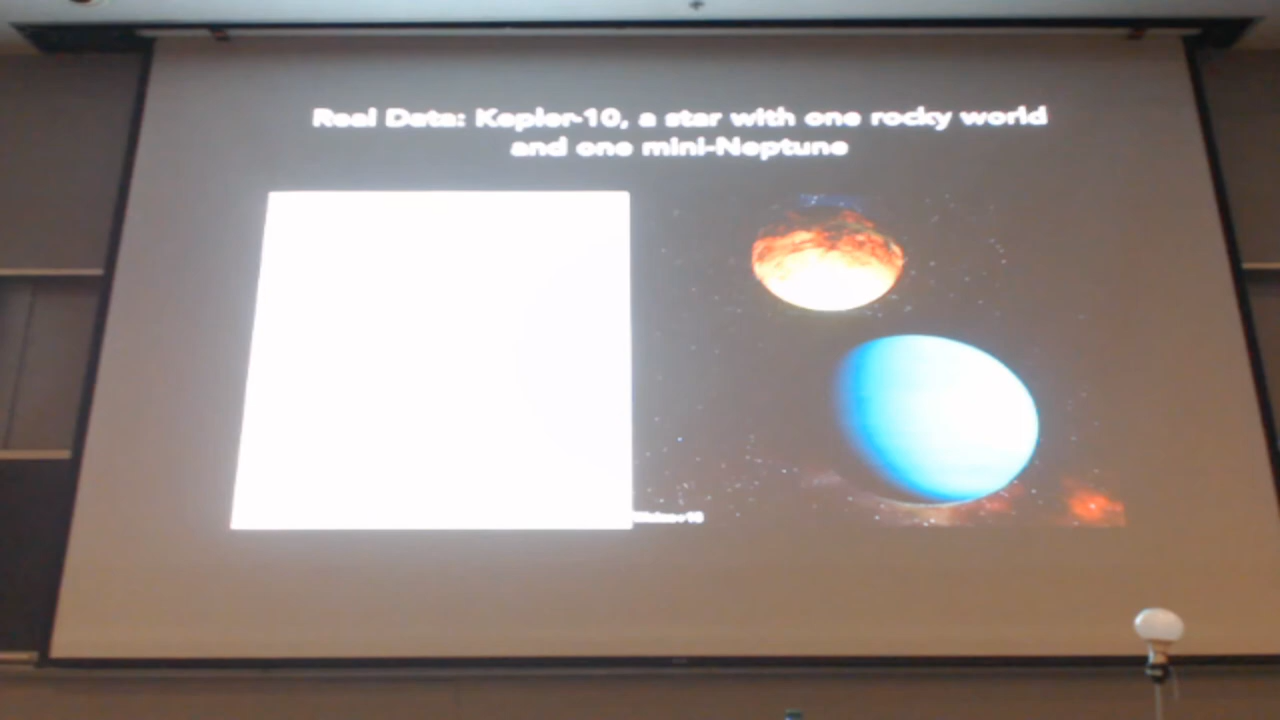 Real Data: Kepler-10, a star with one rocky world
and one mini-Neptune